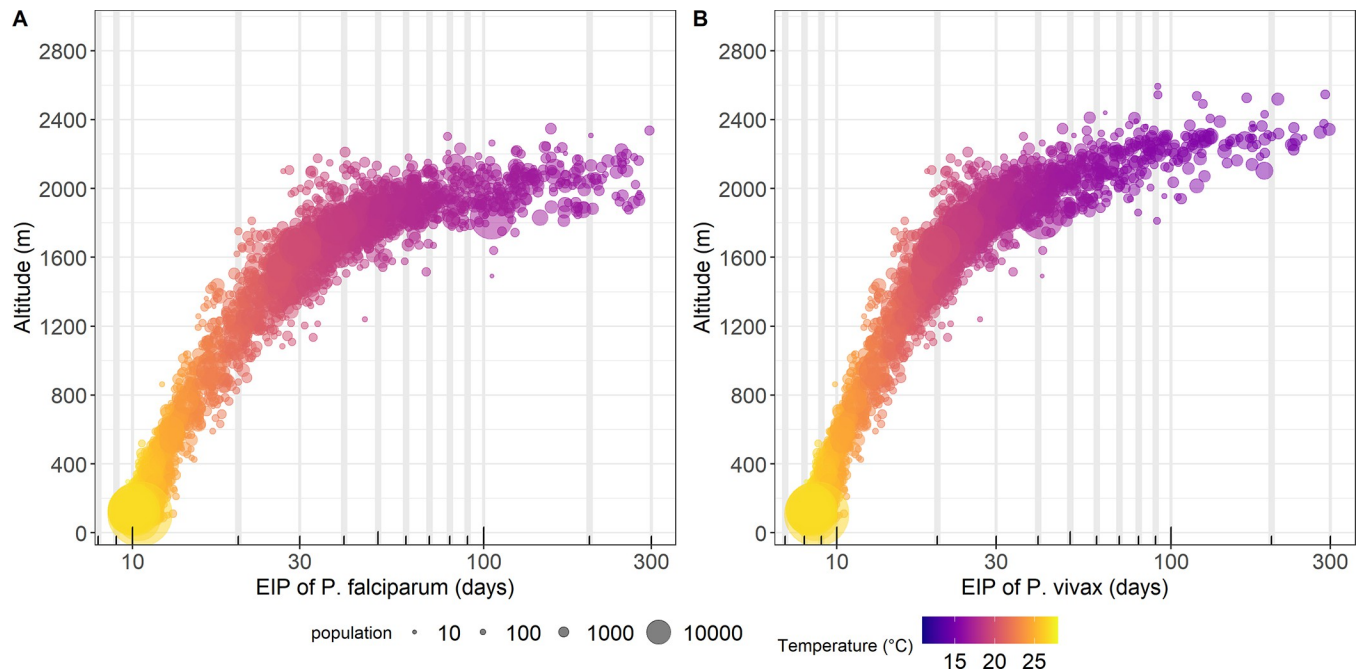 A
Altitude (m)
2800
2400
2000
1600
1200
800
400
0
10 30 100 300
EIP of P. falciparum (days)
B
Altitude (m)
2800
2400
2000
1600
1200
800
400
0
10 30 100 300
EIP of P. vivax (days)
population 10 100 1000 10000
Temperature (°C) 15 20 25